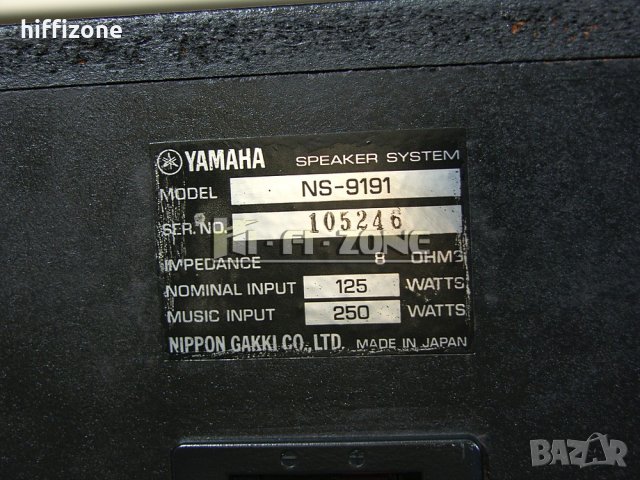 hiffizone
YAMAHA SPEAKER SYSTEM
MODEL NS-9191
SER. NO. 105246
HI-FI-ZONE
IMPEDANCE 8 OHMS
NOMINAL INPUT 125 WATTS
MUSIC INPUT 250 WATTS
NIPPON GAKKI CO., LTD. MADE IN JAPAN
BAZAR